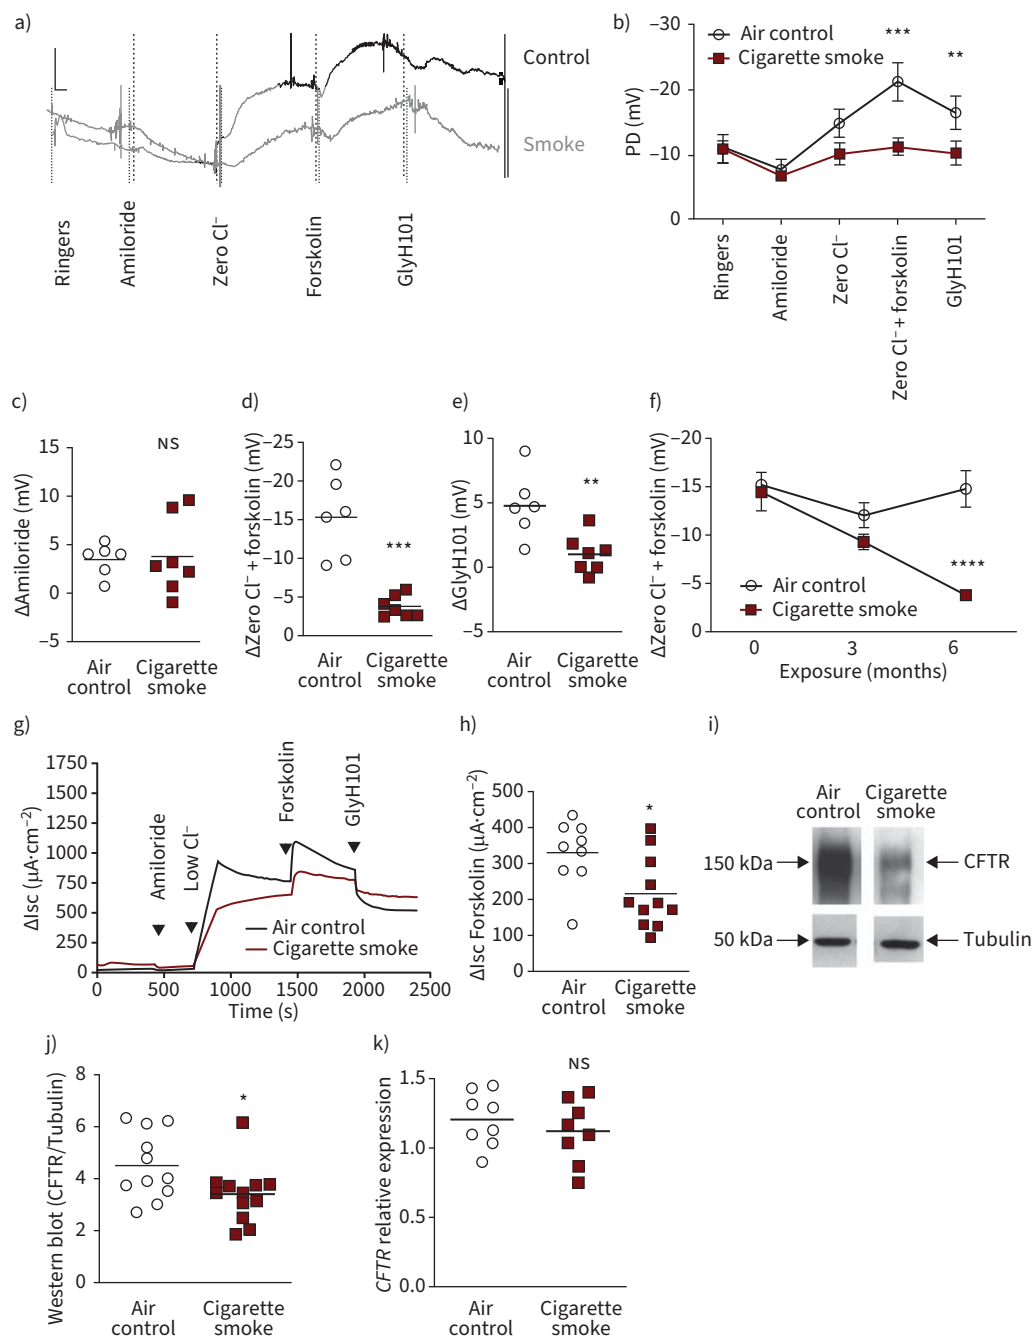 a)
Control
Smoke
Ringers
Amiloride
Zero Cl⁻
Forskolin
GlyH101
b)
Air control
Cigarette smoke
***
**
PD (mV)
−30
−20
−10
0
Ringers
Amiloride
Zero Cl⁻
Zero Cl⁻ + forskolin
GlyH101
c)
NS
ΔAmiloride (mV)
15
10
5
0
−5
Air
control
Cigarette
smoke
d)
ΔZero Cl⁻ + forskolin (mV)
−25
−20
−15
−10
−5
0
***
Air
control
Cigarette
smoke
e)
ΔGlyH101 (mV)
10
5
0
−5
**
Air
control
Cigarette
smoke
f)
ΔZero Cl⁻ + forskolin (mV)
−20
−15
−10
−5
0
****
Air control
Cigarette smoke
0
3
6
Exposure (months)
g)
ΔIsc (µA·cm⁻²)
1750
1500
1250
1000
750
500
250
0
Amiloride
Low Cl⁻
Forskolin
GlyH101
Air control
Cigarette smoke
0
500
1000
1500
2000
2500
Time (s)
h)
ΔIsc Forskolin (µA·cm⁻²)
500
400
300
200
100
0
*
Air
control
Cigarette
smoke
i)
Air
control
Cigarette
smoke
150 kDa
CFTR
50 kDa
Tubulin
j)
Western blot (CFTR/Tubulin)
8
6
4
2
0
*
Air
control
Cigarette
smoke
k)
CFTR relative expression
1.5
1.0
0.5
0.0
NS
Air
control
Cigarette
smoke